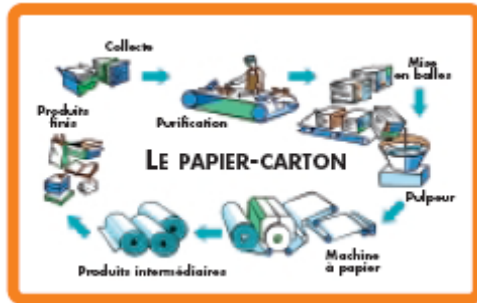 Collecte
Mise
en balles
Produits
finis
Purification
LE PAPIER-CARTON
Pulpeur
Machine
à papier
Produits intermédiaires